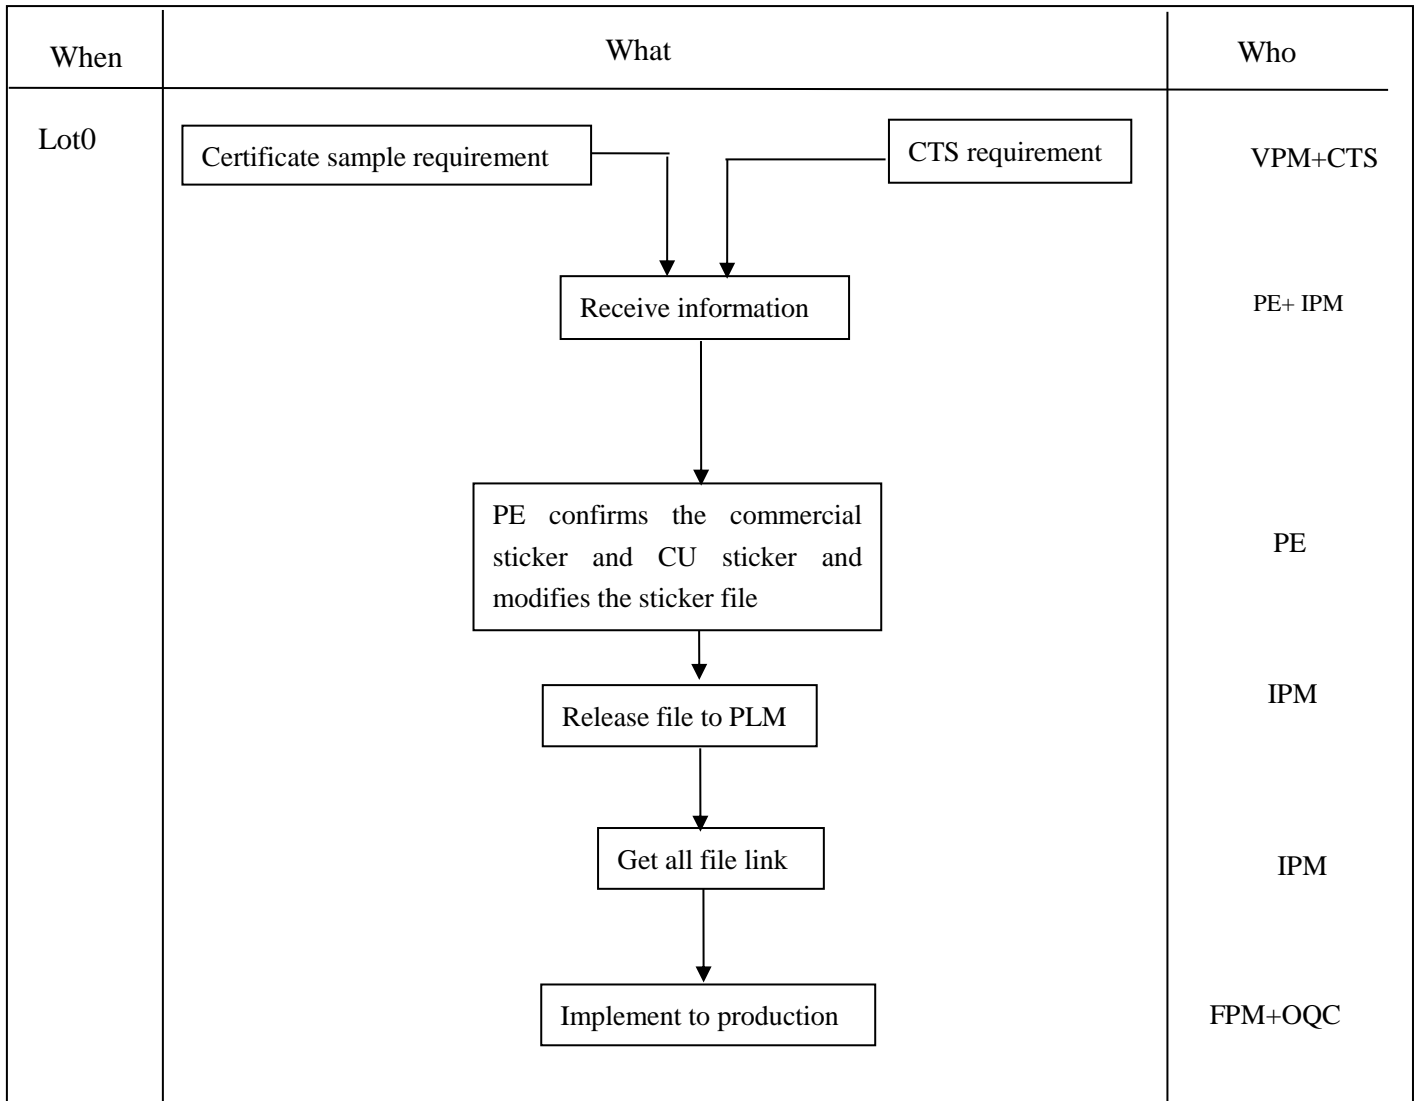 When
What
Who
Lot0
Certificate sample requirement
CTS requirement
VPM+CTS
Receive information
PE+ IPM
PE confirms the commercial
sticker and CU sticker and
modifies the sticker file
PE
Release file to PLM
IPM
Get all file link
IPM
Implement to production
FPM+OQC